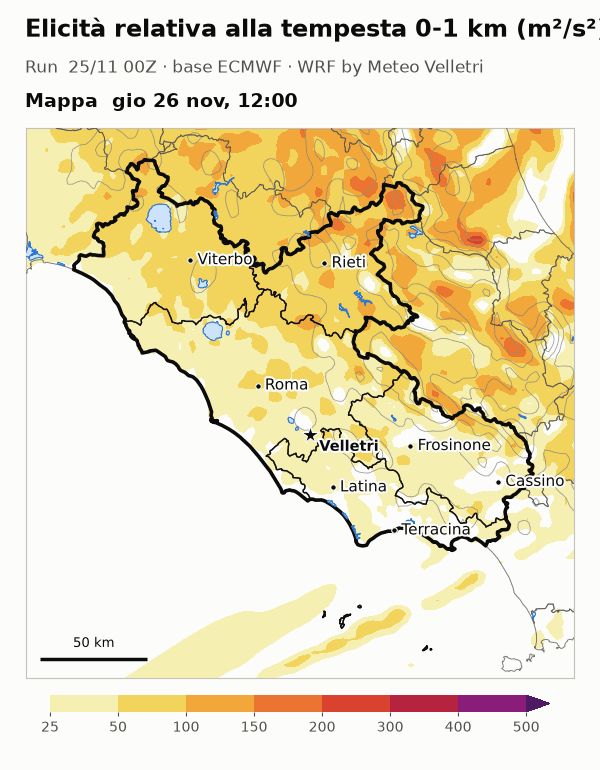 Elicità relativa alla tempesta 0-1 km (m²/s²)
Run  25/11 00Z · base ECMWF · WRF by Meteo Velletri
Mappa  gio 26 nov, 12:00
Viterbo
Rieti
Roma
Velletri
Frosinone
Cassino
Latina
Terracina
50 km
25 50 100 150 200 300 400 500